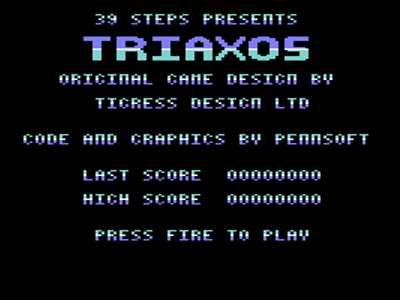 39 STEPS PRESENTS
TRIAXOS
ORIGINAL GAME DESIGN BY
TIGRESS DESIGN LTD
CODE AND GRAPHICS BY PENNSOFT
LAST SCORE 00000000
HIGH SCORE 00000000
PRESS FIRE TO PLAY